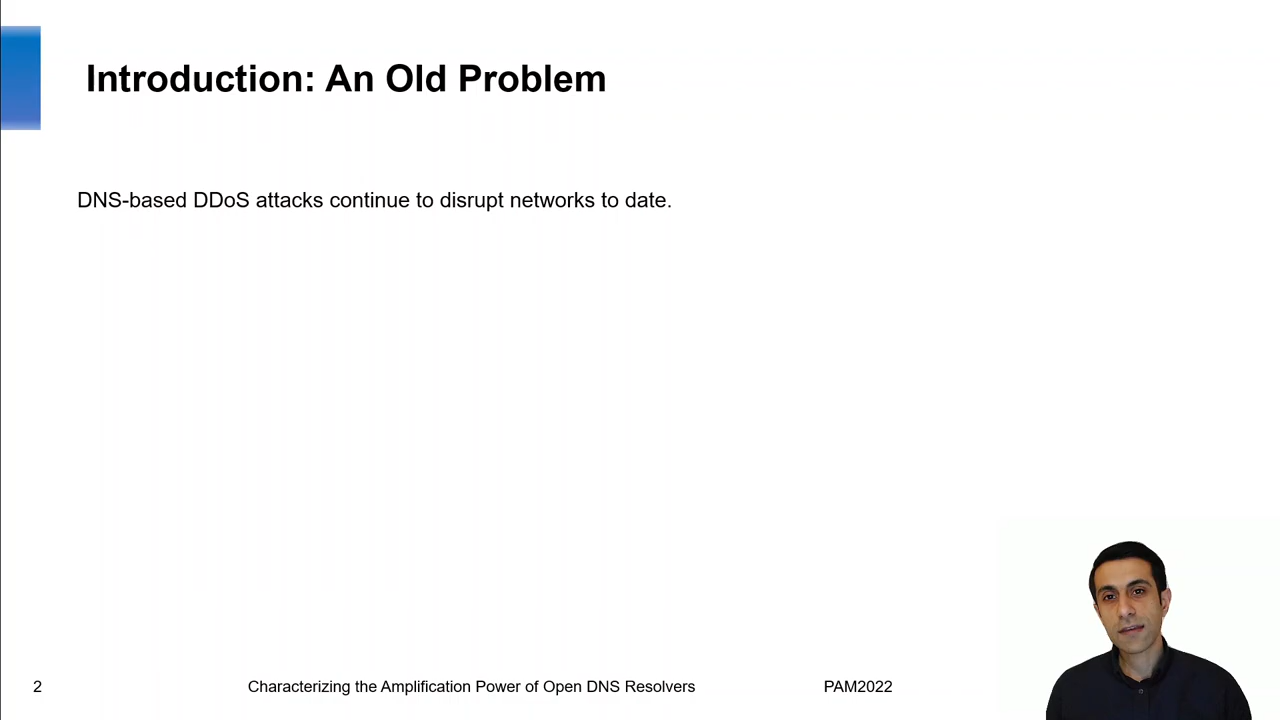 Introduction: An Old Problem
DNS-based DDoS attacks continue to disrupt networks to date.
2
Characterizing the Amplification Power of Open DNS Resolvers
PAM2022